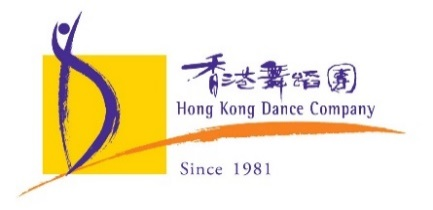 香港舞蹈團
Hong Kong Dance Company
Since 1981